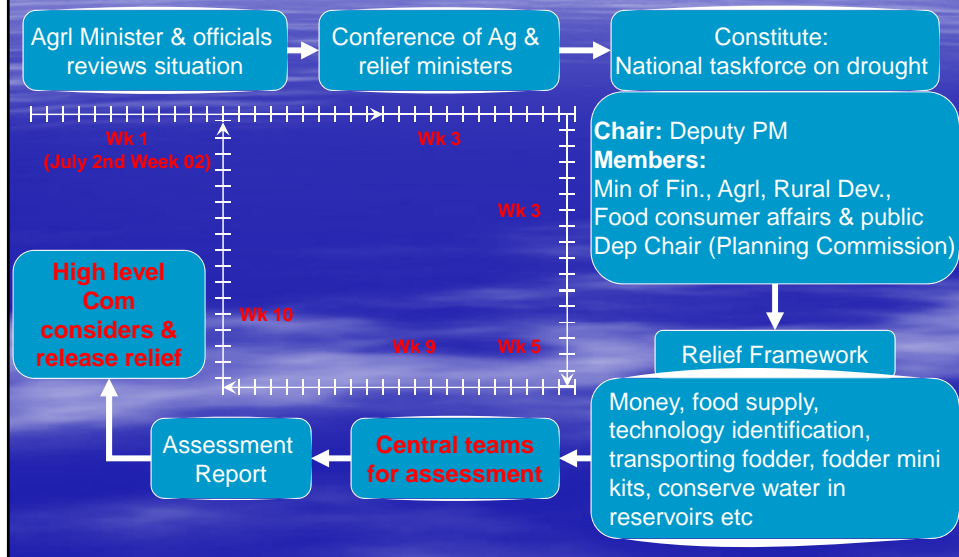 Agrl Minister & officials
reviews situation
Conference of Ag &
relief ministers
Constitute:
National taskforce on drought
Chair: Deputy PM
Members:
Min of Fin., Agrl, Rural Dev.,
Food consumer affairs & public
Dep Chair (Planning Commission)
Wk 1
(July 2nd Week 02)
Wk 3
Wk 3
Wk 5
Wk 9
Wk 10
Relief Framework
Money, food supply,
technology identification,
transporting fodder, fodder mini
kits, conserve water in
reservoirs etc
Central teams
for assessment
Assessment
Report
High level
Com
considers &
release relief